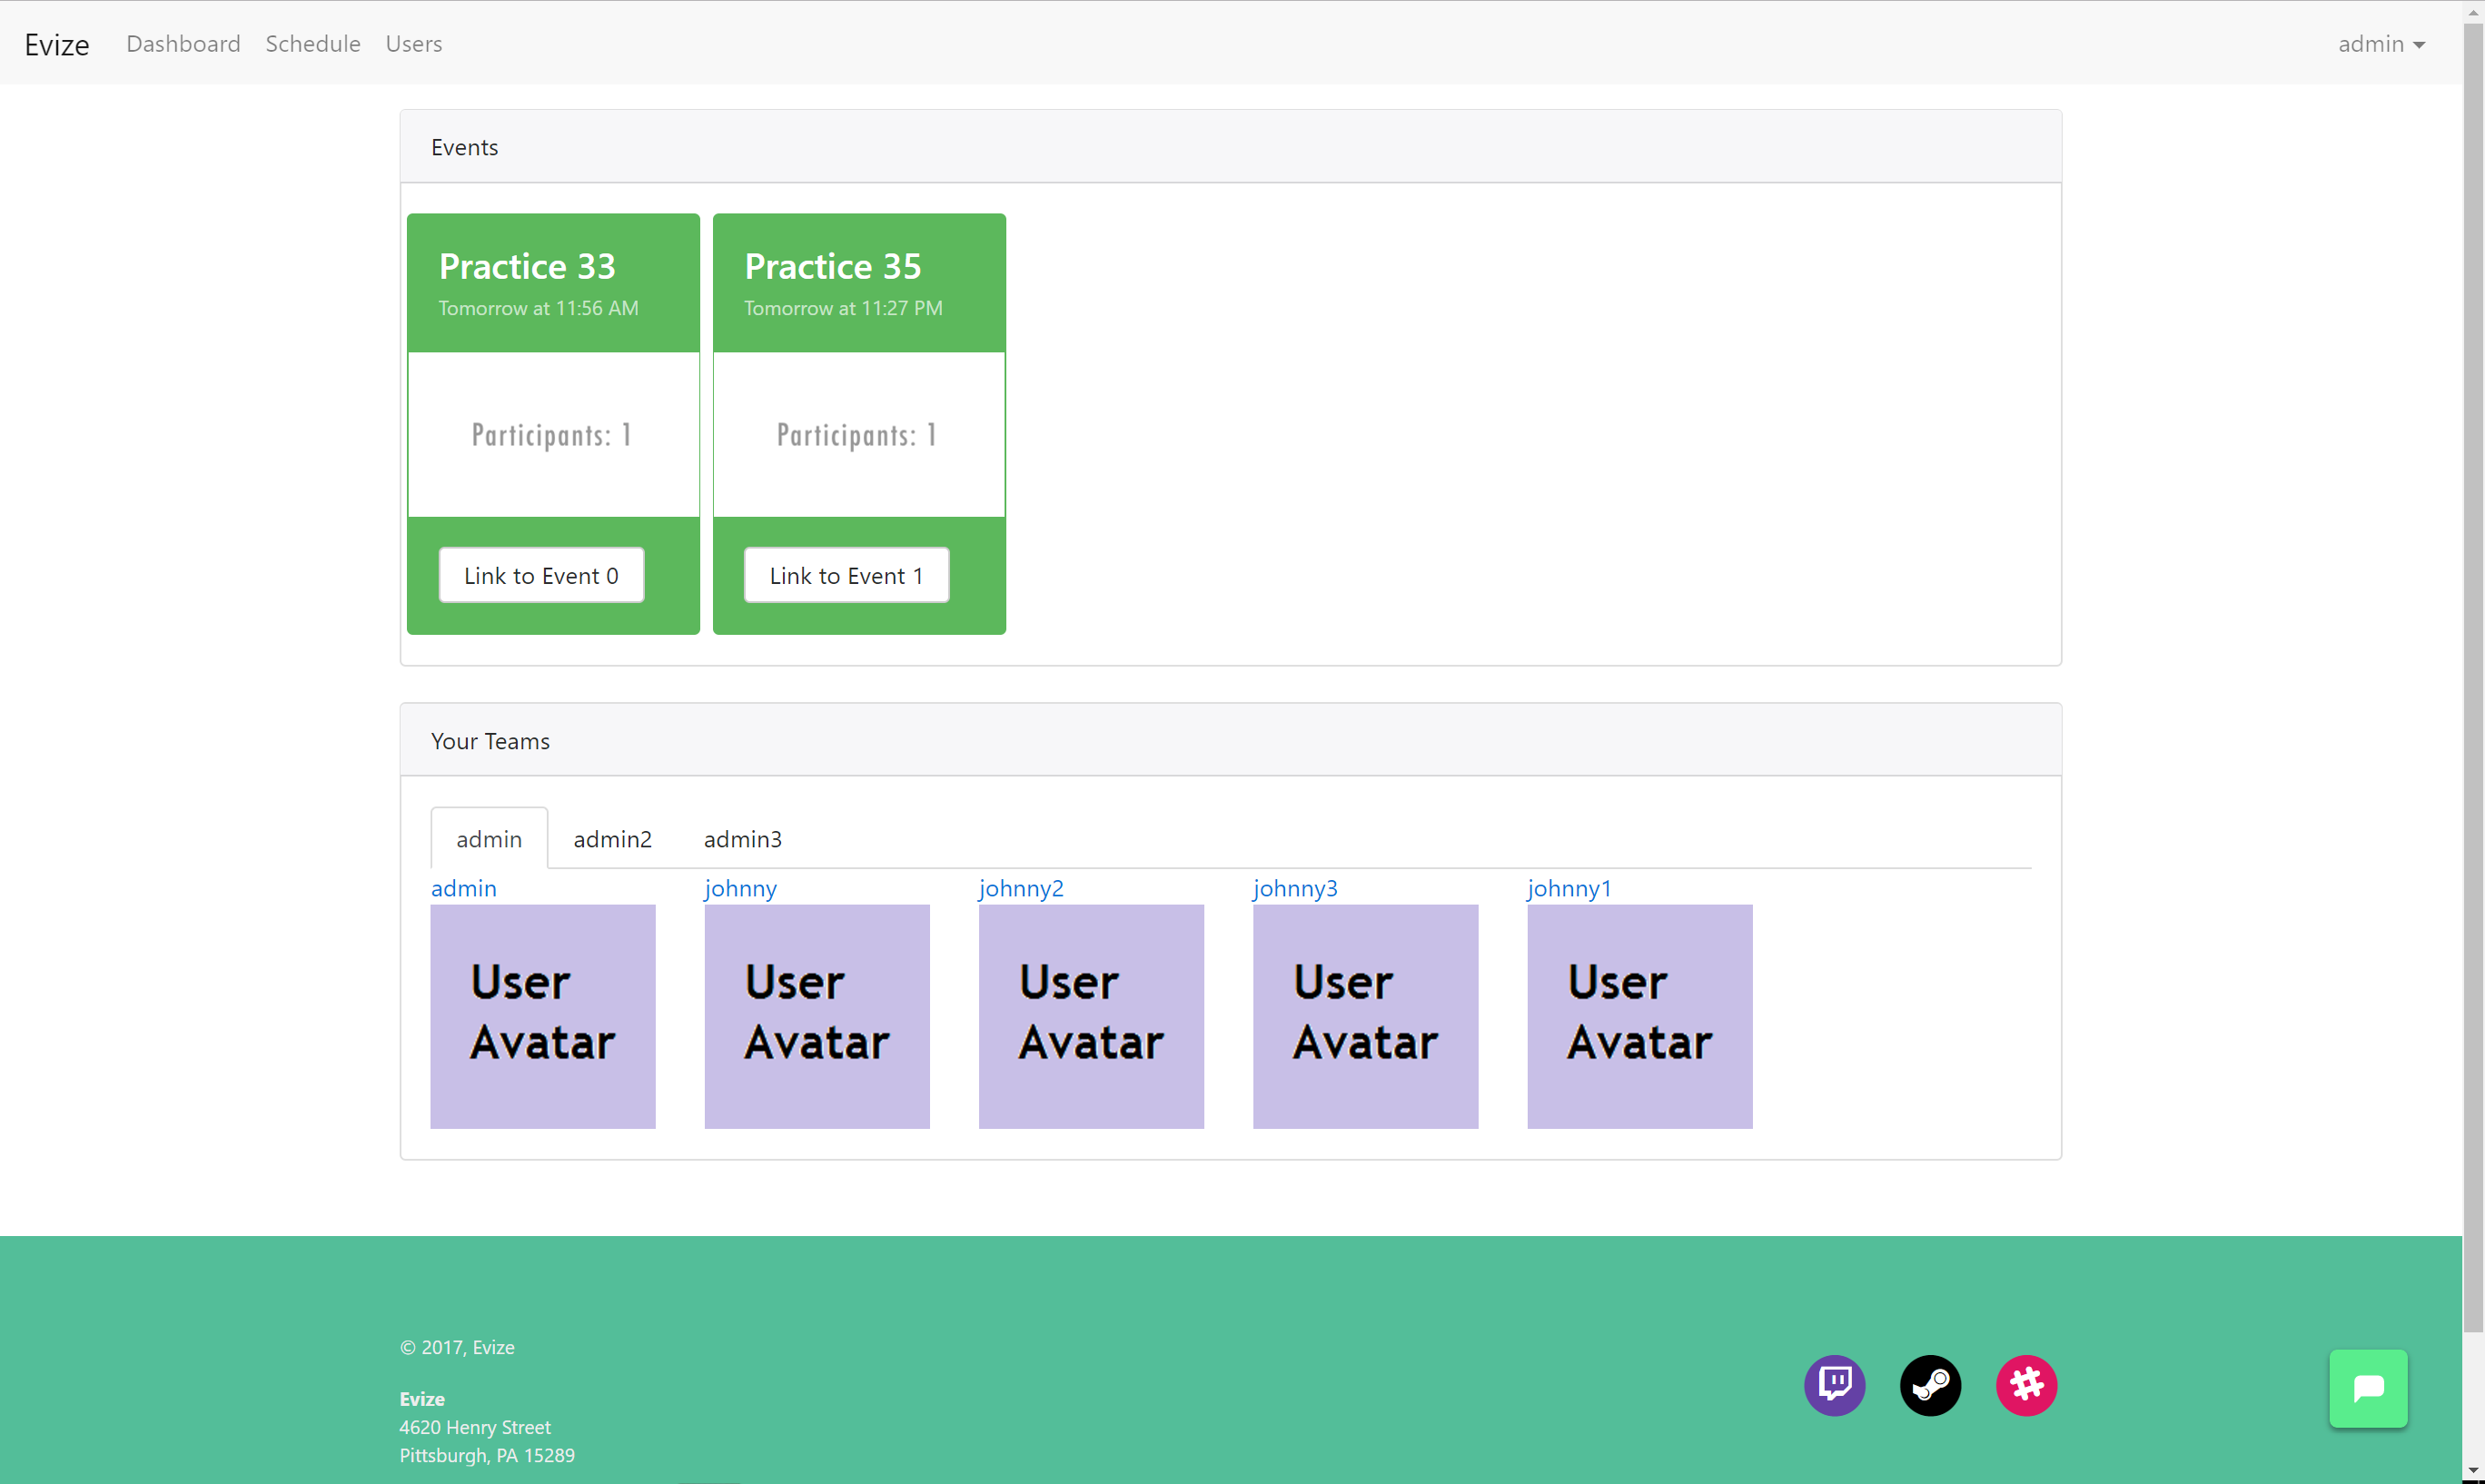 Evize Dashboard Schedule Users admin
Events
Practice 33
Tomorrow at 11:56 AM
Participants: 1
Link to Event 0
Practice 35
Tomorrow at 11:27 PM
Participants: 1
Link to Event 1
Your Teams
admin admin2 admin3
admin johnny johnny2 johnny3 johnny1
User
Avatar
User
Avatar
User
Avatar
User
Avatar
User
Avatar
© 2017, Evize
Evize
4620 Henry Street
Pittsburgh, PA 15289